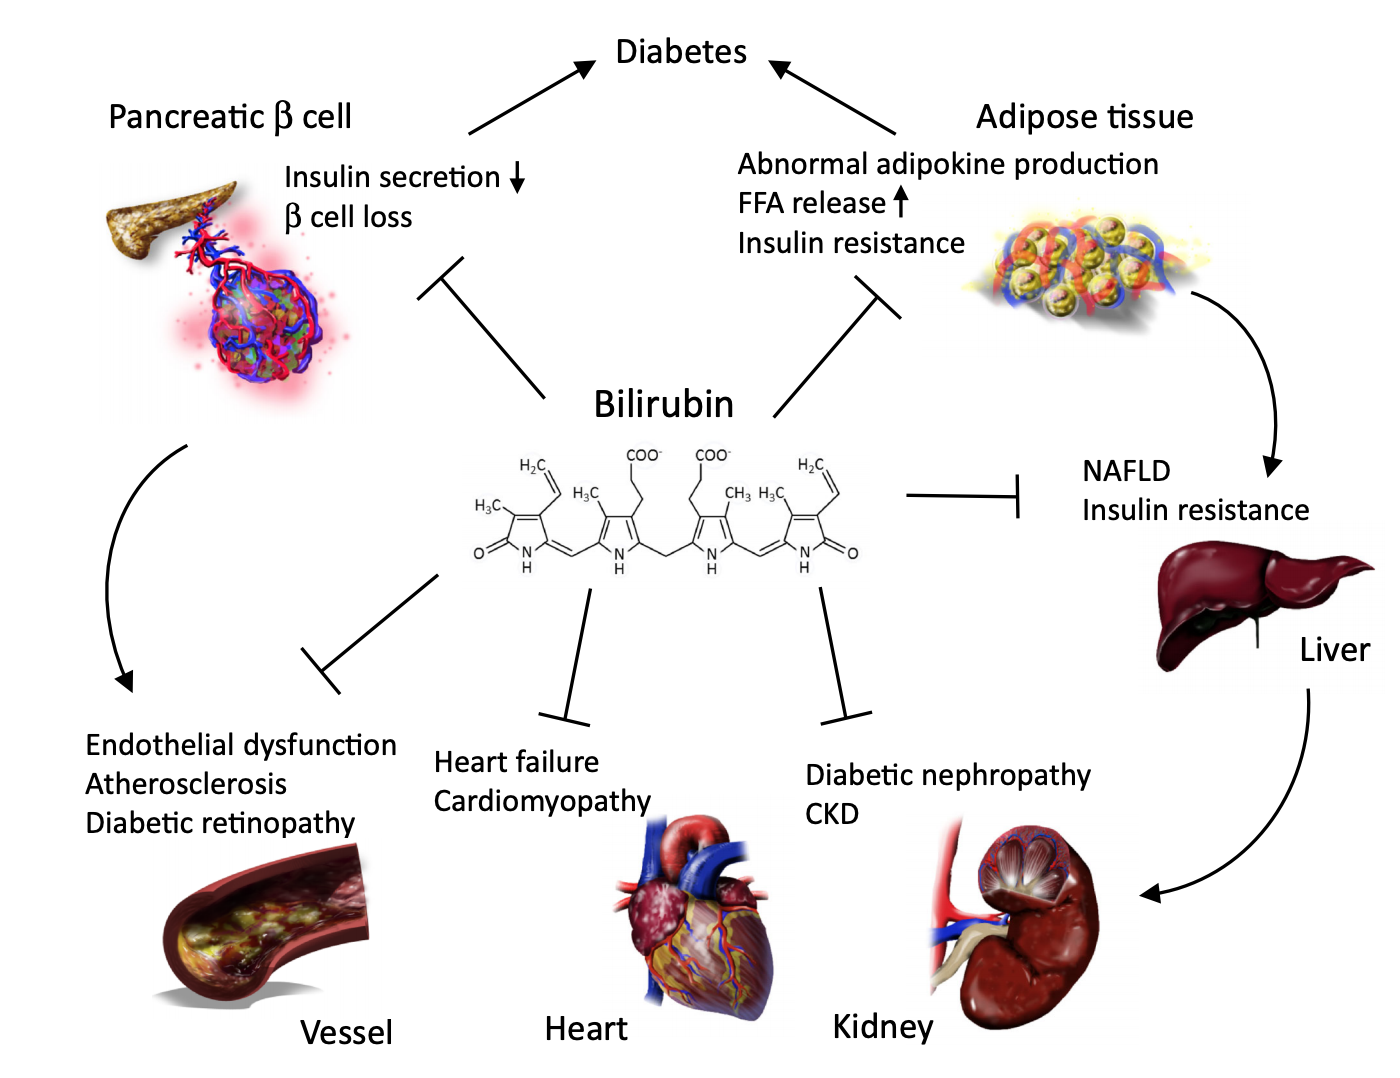 Diabetes
Pancreatic β cell
Adipose tissue
Insulin secretion ↓
β cell loss
Abnormal adipokine production
FFA release ↑
Insulin resistance
Bilirubin
COO-
COO-
H₂C
H₂C
H₃C
H₃C
CH₃
H₃C
O
N
H
N
H
N
H
N
H
O
NAFLD
Insulin resistance
Liver
Endothelial dysfunction
Atherosclerosis
Diabetic retinopathy
Heart failure
Cardiomyopathy
Diabetic nephropathy
CKD
Vessel
Heart
Kidney